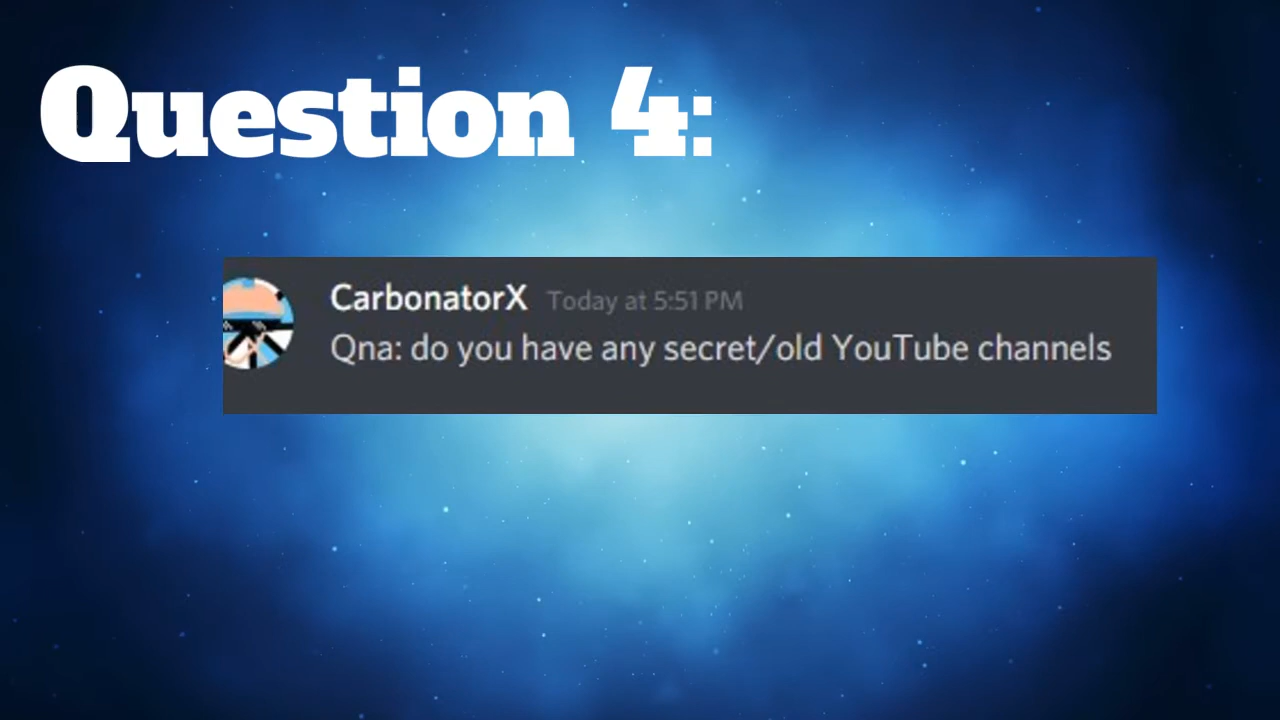 Question 4:
CarbonatorX Today at 5:51 PM
Qna: do you have any secret/old YouTube channels